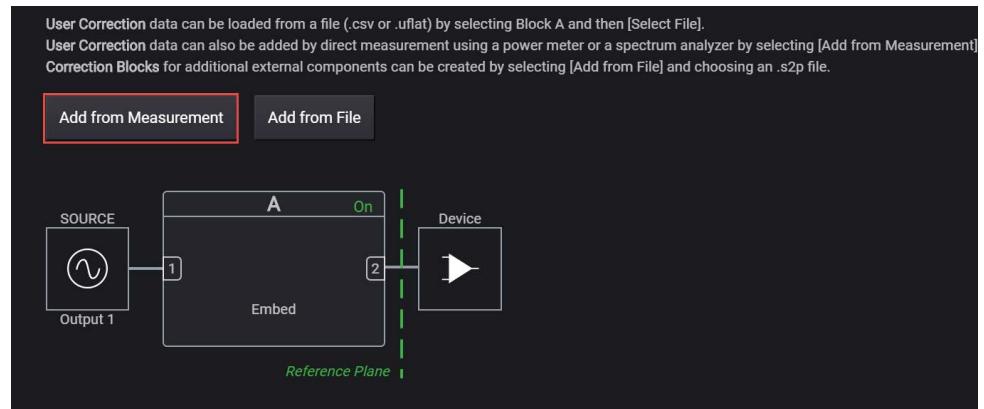 User Correction data can be loaded from a file (.csv or .uflat) by selecting Block A and then [Select File].
User Correction data can also be added by direct measurement using a power meter or a spectrum analyzer by selecting [Add from Measurement]
Correction Blocks for additional external components can be created by selecting [Add from File] and choosing an .s2p file.
Add from Measurement
Add from File
A
On
SOURCE
Device
1
2
Embed
Output 1
Reference Plane